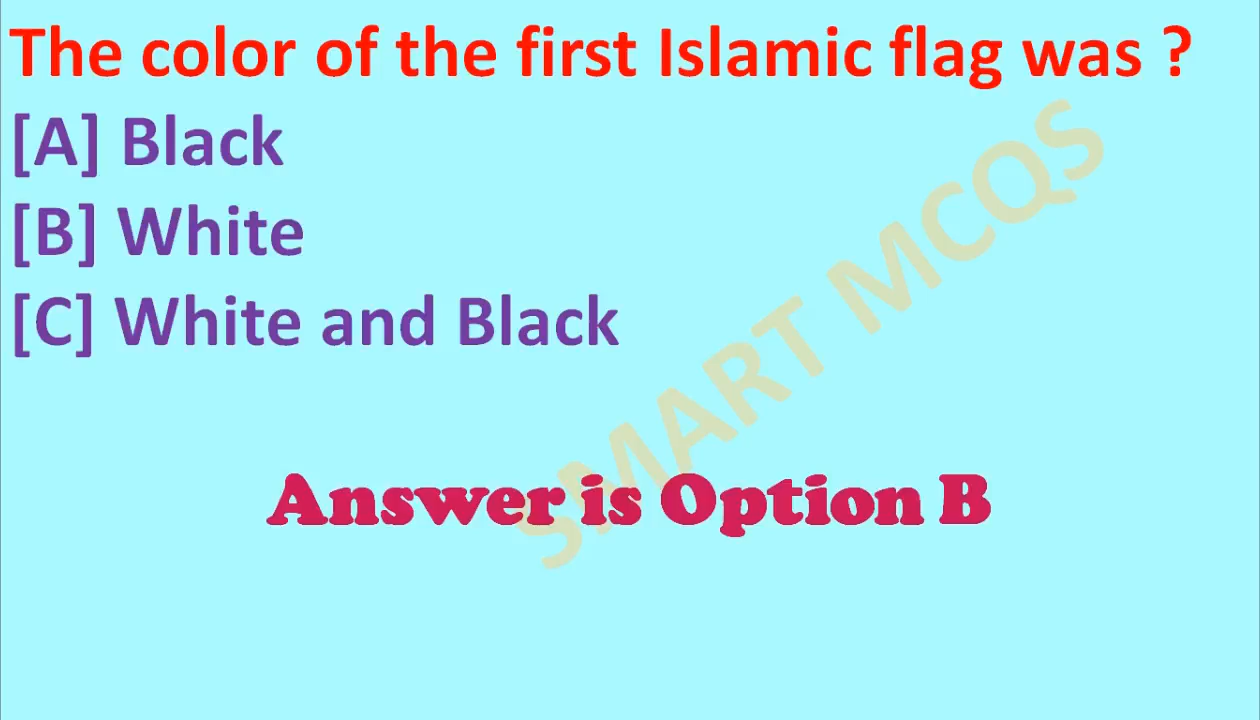 The color of the first Islamic flag was ?
[A] Black
[B] White
[C] White and Black
SMART MCQS
Answer is Option B